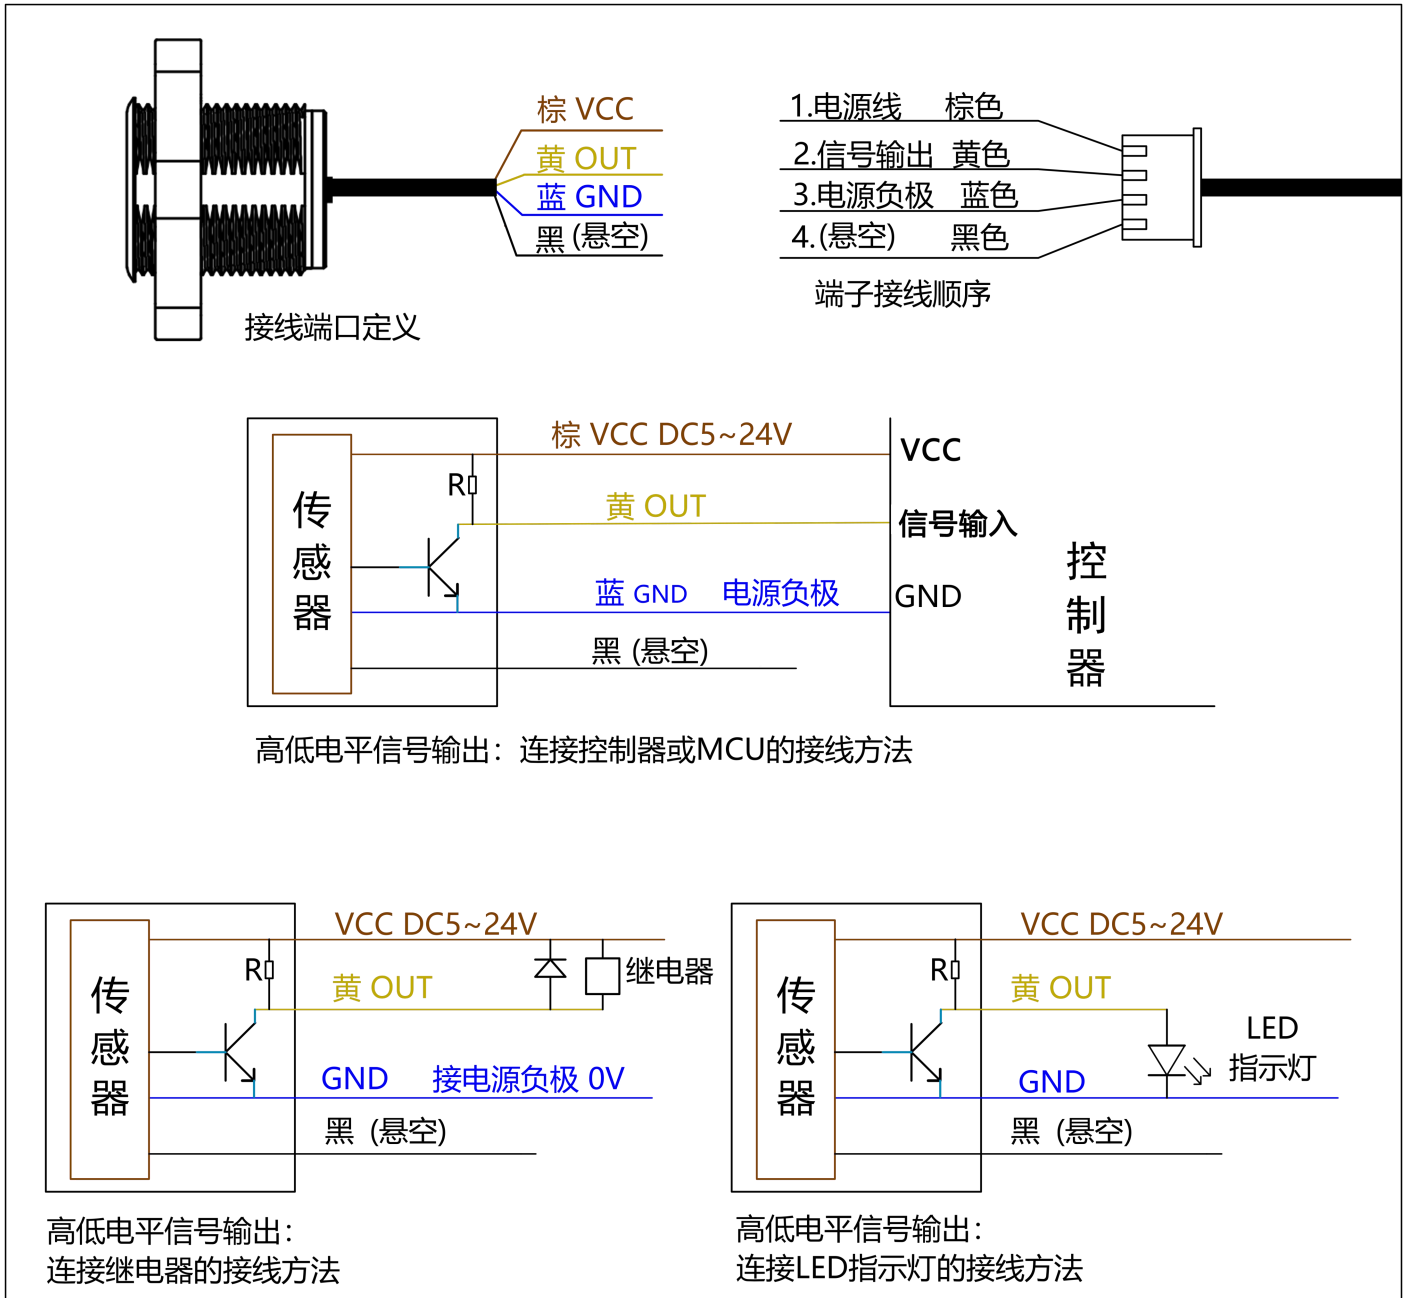 棕 VCC
黄 OUT
蓝 GND
黑 (悬空)
接线端口定义
1.电源线 棕色
2.信号输出 黄色
3.电源负极 蓝色
4.(悬空) 黑色
端子接线顺序
传感器
R
棕 VCC DC5~24V
黄 OUT
蓝 GND 电源负极
黑 (悬空)
VCC
信号输入
GND
控制器
高低电平信号输出：连接控制器或MCU的接线方法
传感器
R
VCC DC5~24V
黄 OUT
继电器
GND 接电源负极 0V
黑 (悬空)
高低电平信号输出：
连接继电器的接线方法
传感器
R
VCC DC5~24V
黄 OUT
LED
指示灯
GND
黑 (悬空)
高低电平信号输出：
连接LED指示灯的接线方法